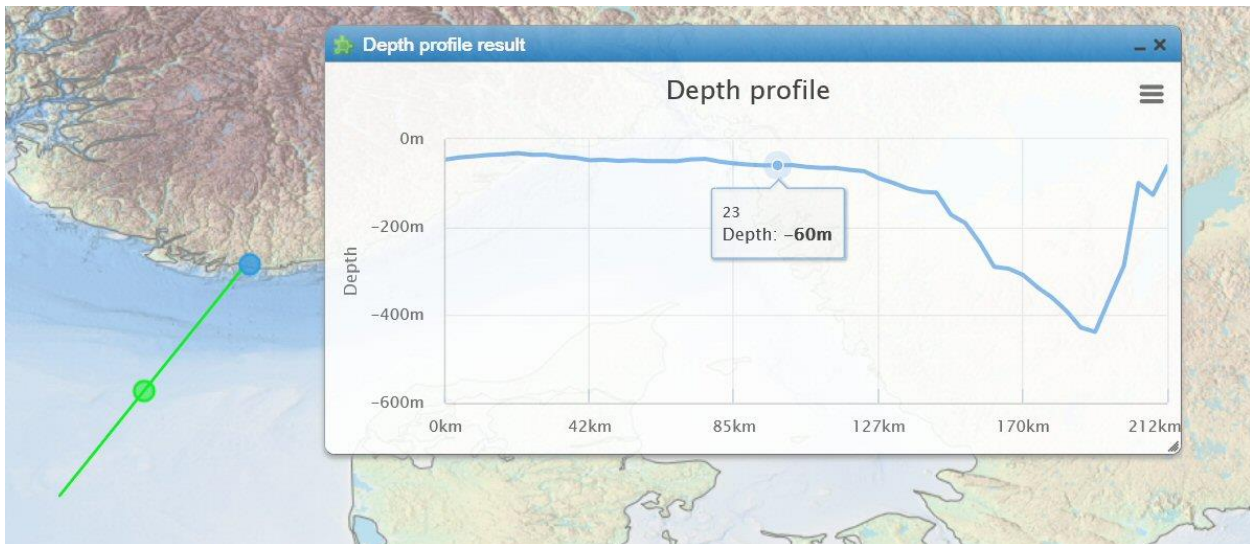 Depth profile result
Depth profile
0m
−200m
−400m
−600m
Depth
23
Depth: −60m
0km 42km 85km 127km 170km 212km